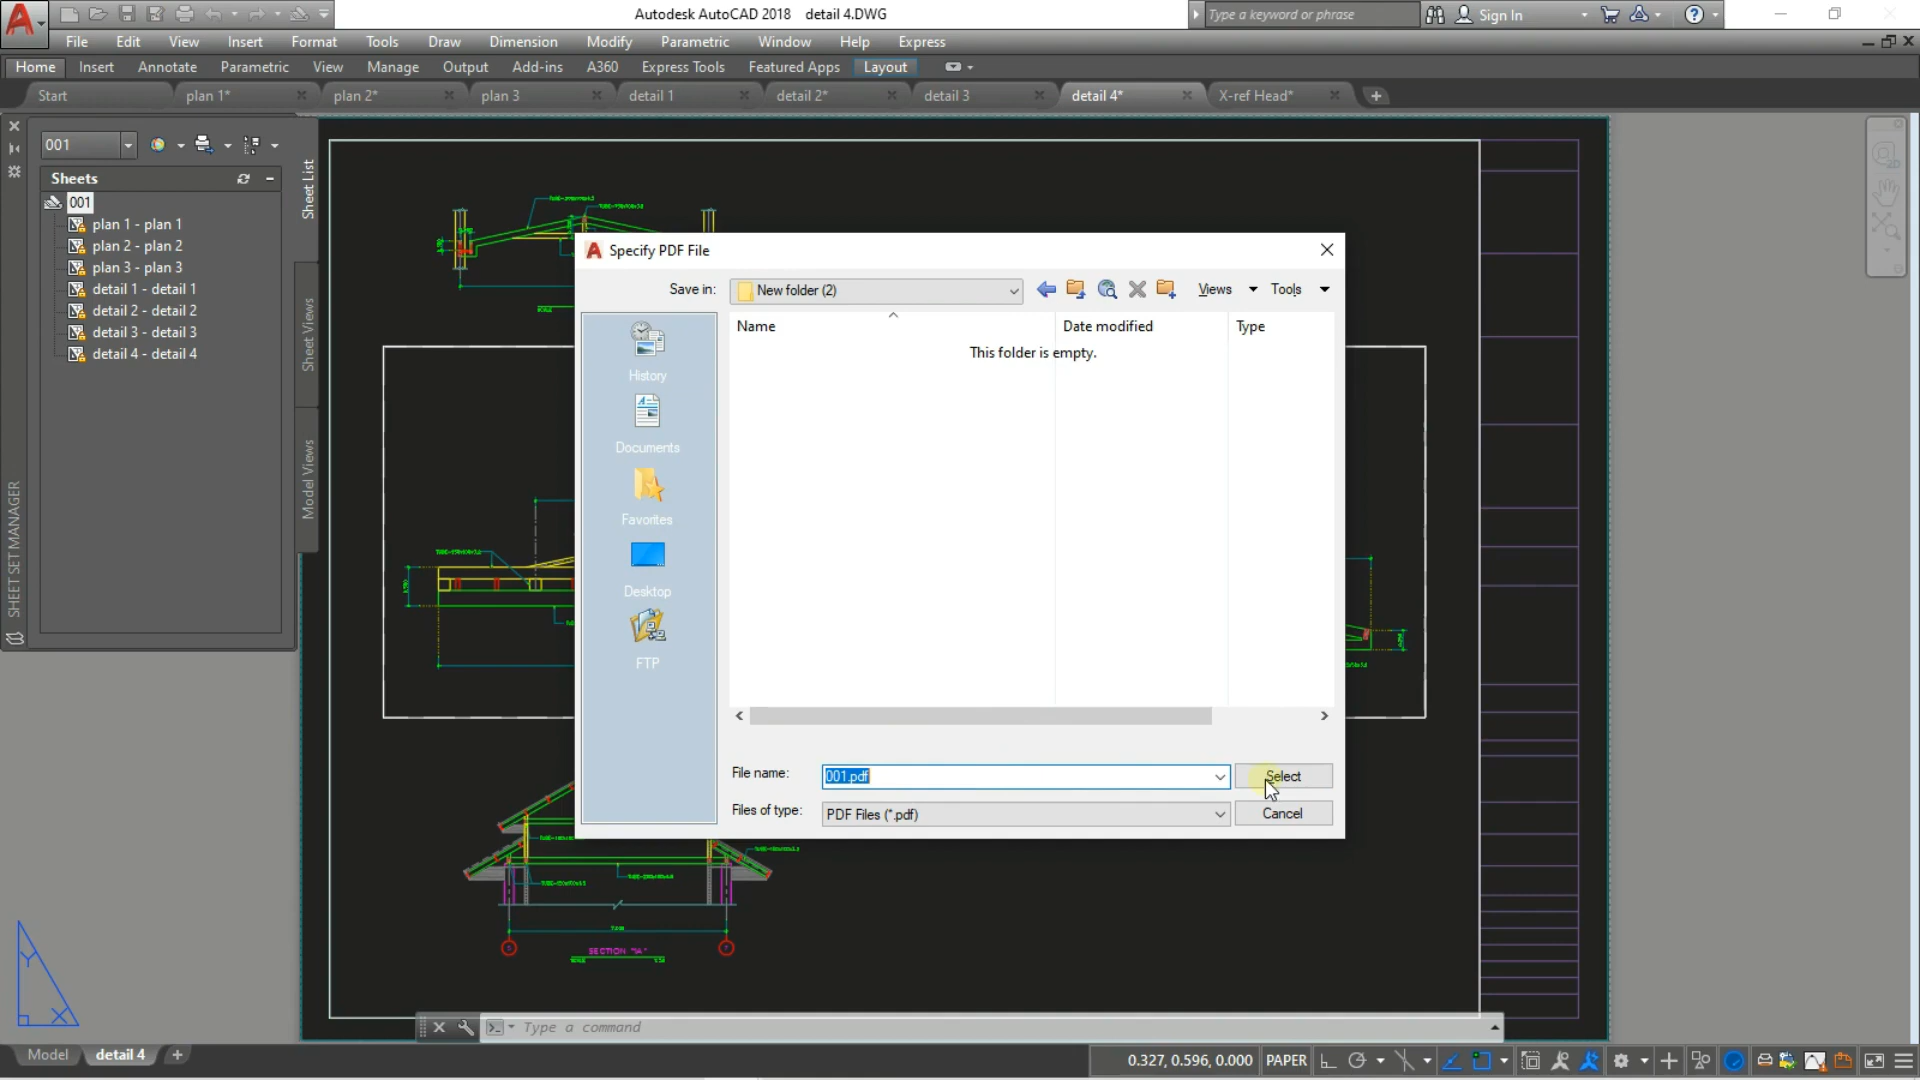 Autodesk AutoCAD 2018 detail 4.DWG
Type a keyword or phrase
Sign In
File Edit View Insert Format Tools Draw Dimension Modify Parametric Window Help Express
Home Insert Annotate Parametric View Manage Output Add-ins A360 Express Tools Featured Apps Layout
Start plan 1* plan 2* plan 3 detail 1 detail 2* detail 3 detail 4* X-ref Head*
001
Sheets
001
plan 1 - plan 1
plan 2 - plan 2
plan 3 - plan 3
detail 1 - detail 1
detail 2 - detail 2
detail 3 - detail 3
detail 4 - detail 4
Sheet List
Sheet Views
Model Views
SHEET SET MANAGER
Specify PDF File
Save in: New folder (2) Views Tools
Name Date modified Type
This folder is empty.
History
Documents
Favorites
Desktop
FTP
File name: 001.pdf Select
Files of type: PDF Files (*.pdf) Cancel
SECTION "A"
Y
X
Type a command
Model detail 4
0.327, 0.596, 0.000 PAPER